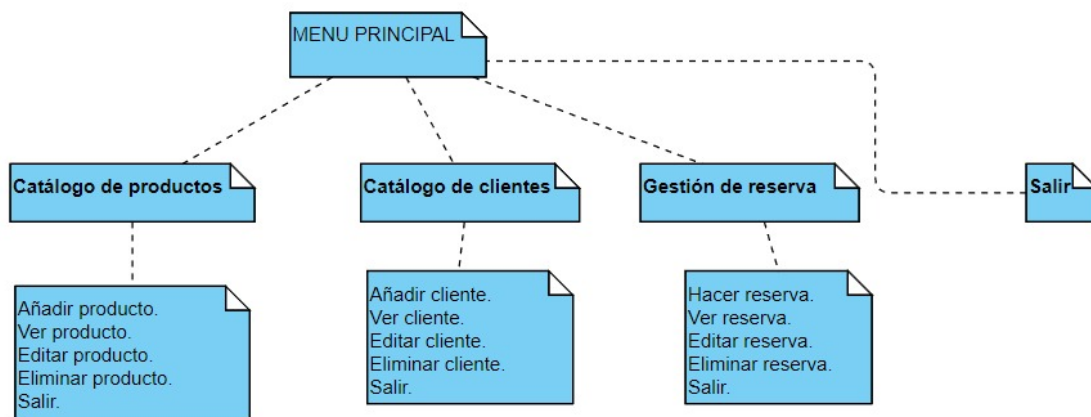 MENU PRINCIPAL
Catálogo de productos
Catálogo de clientes
Gestión de reserva
Salir
Añadir producto.
Ver producto.
Editar producto.
Eliminar producto.
Salir.
Añadir cliente.
Ver cliente.
Editar cliente.
Eliminar cliente.
Salir.
Hacer reserva.
Ver reserva.
Editar reserva.
Eliminar reserva.
Salir.